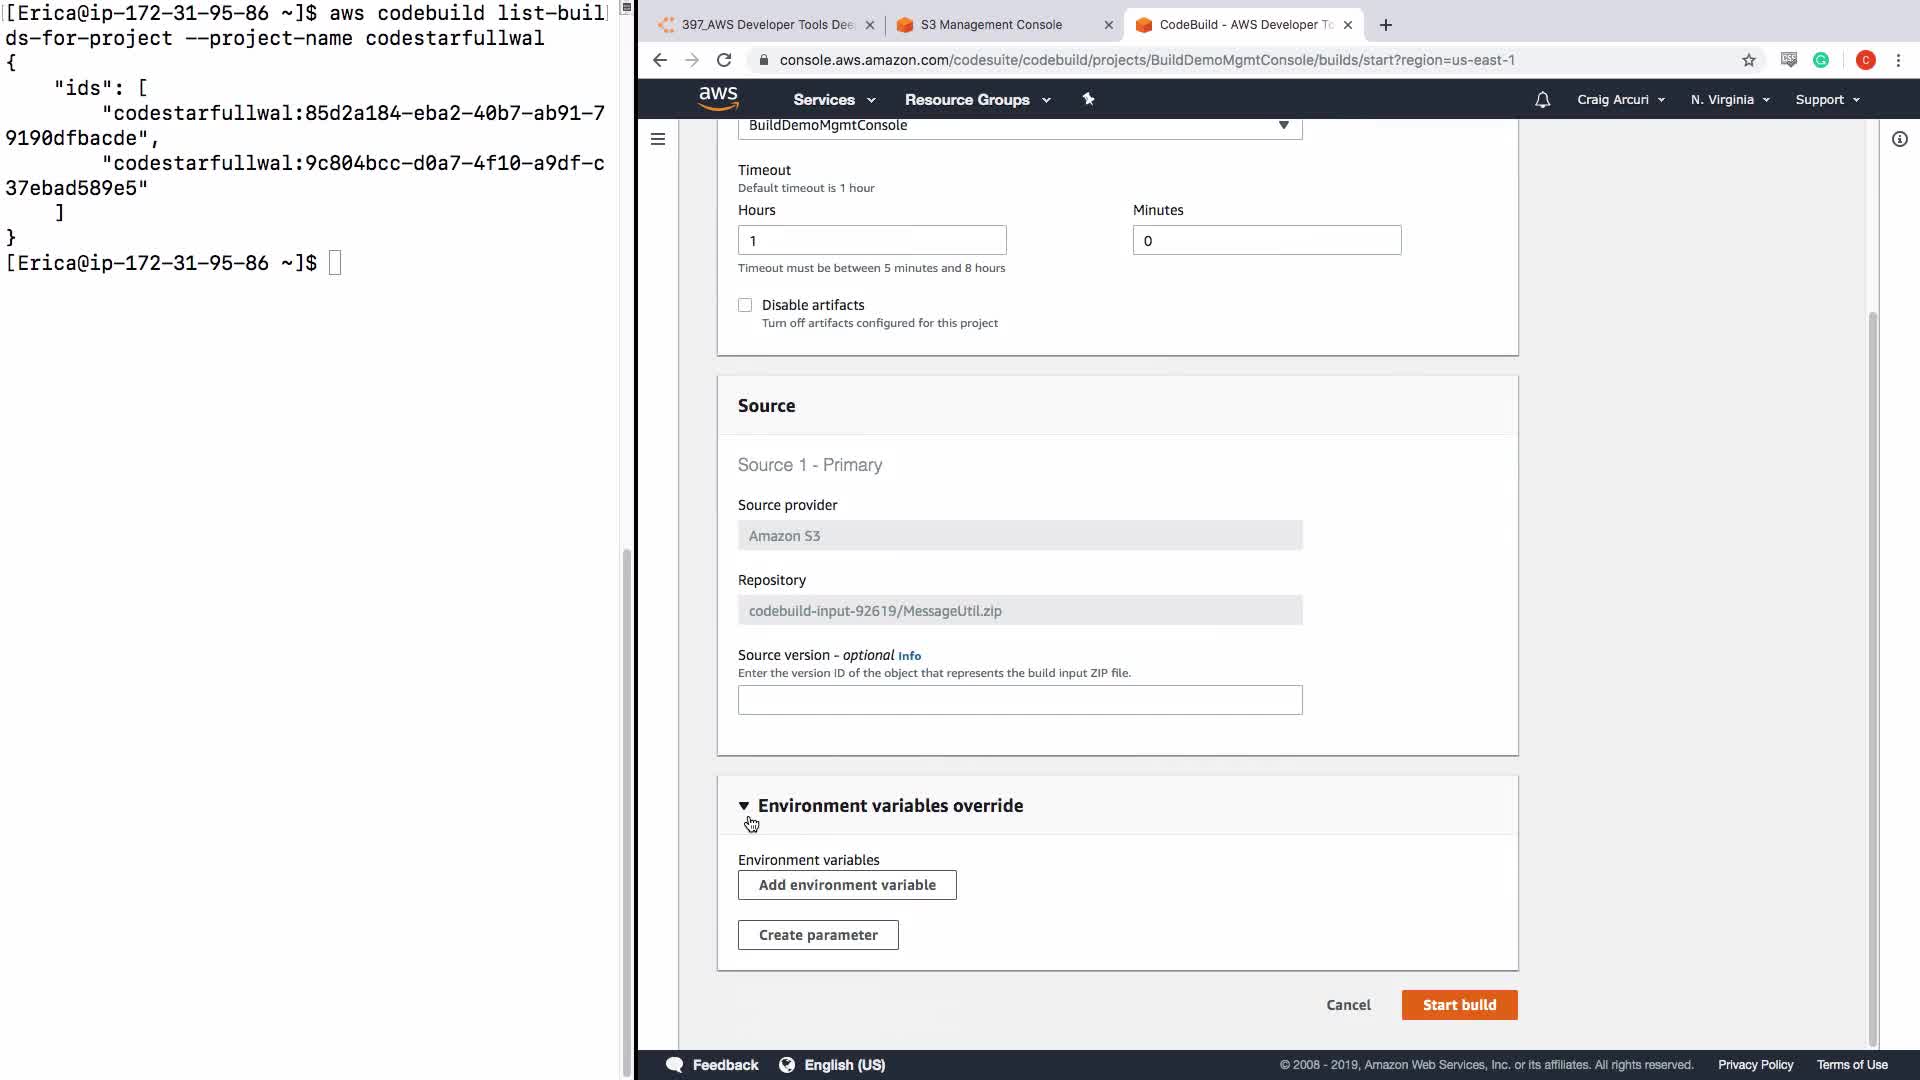 [Erica@ip-172-31-95-86 ~]$ aws codebuild list-buil
ds-for-project --project-name codestarfullwal
{
    "ids": [
        "codestarfullwal:85d2a184-eba2-40b7-ab91-7
9190dfbacde",
        "codestarfullwal:9c804bcc-d0a7-4f10-a9df-c
37ebad589e5"
    ]
}
[Erica@ip-172-31-95-86 ~]$
397_AWS Developer Tools Dee
S3 Management Console
CodeBuild - AWS Developer To
console.aws.amazon.com/codesuite/codebuild/projects/BuildDemoMgmtConsole/builds/start?region=us-east-1
aws
Services
Resource Groups
Craig Arcuri
N. Virginia
Support
BuildDemoMgmtConsole
Timeout
Default timeout is 1 hour
Hours
Minutes
1
0
Timeout must be between 5 minutes and 8 hours
Disable artifacts
Turn off artifacts configured for this project
Source
Source 1 - Primary
Source provider
Amazon S3
Repository
codebuild-input-92619/MessageUtil.zip
Source version - optional Info
Enter the version ID of the object that represents the build input ZIP file.
Environment variables override
Environment variables
Add environment variable
Create parameter
Cancel
Start build
Feedback
English (US)
© 2008 - 2019, Amazon Web Services, Inc. or its affiliates. All rights reserved.
Privacy Policy
Terms of Use